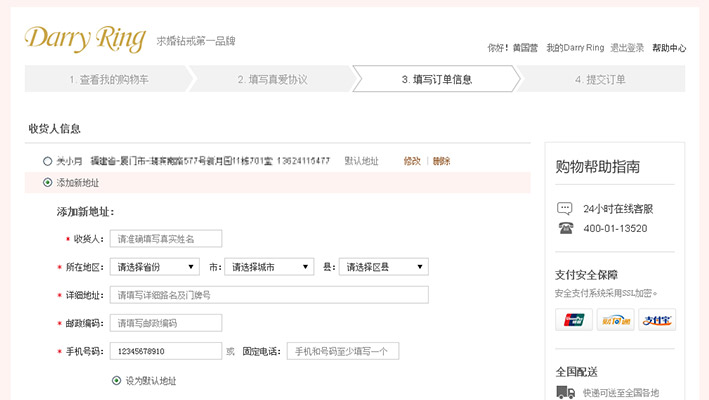 Darry Ring 求婚钻戒第一品牌
你好！黄国营 我的Darry Ring 退出登录 帮助中心
1. 查看我的购物车 2. 填写真爱协议 3. 填写订单信息 4. 提交订单
收货人信息
关小月 福建省-厦门市- 577号新月园11栋701室 13624115477 默认地址 修改 | 删除
添加新地址
添加新地址：
* 收货人： 请准确填写真实姓名
* 所在地区： 请选择省份 市： 请选择城市 县： 请选择区县
* 详细地址： 请填写详细路名及门牌号
* 邮政编码： 请填写邮政编码
* 手机号码： 12345678910 或 固定电话： 手机和号码至少填写一个
设为默认地址
购物帮助指南
24小时在线客服
400-01-13520
支付安全保障
安全支付系统采用SSL加密。
银联 支付宝
全国配送
快递可送至全国各地